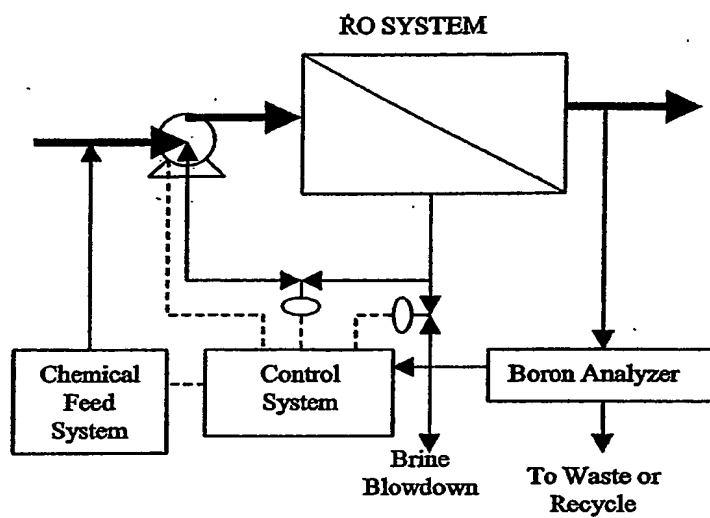 RO SYSTEM
Chemical
Feed
System
Control
System
Boron Analyzer
Brine
Blowdown
To Waste or
Recycle